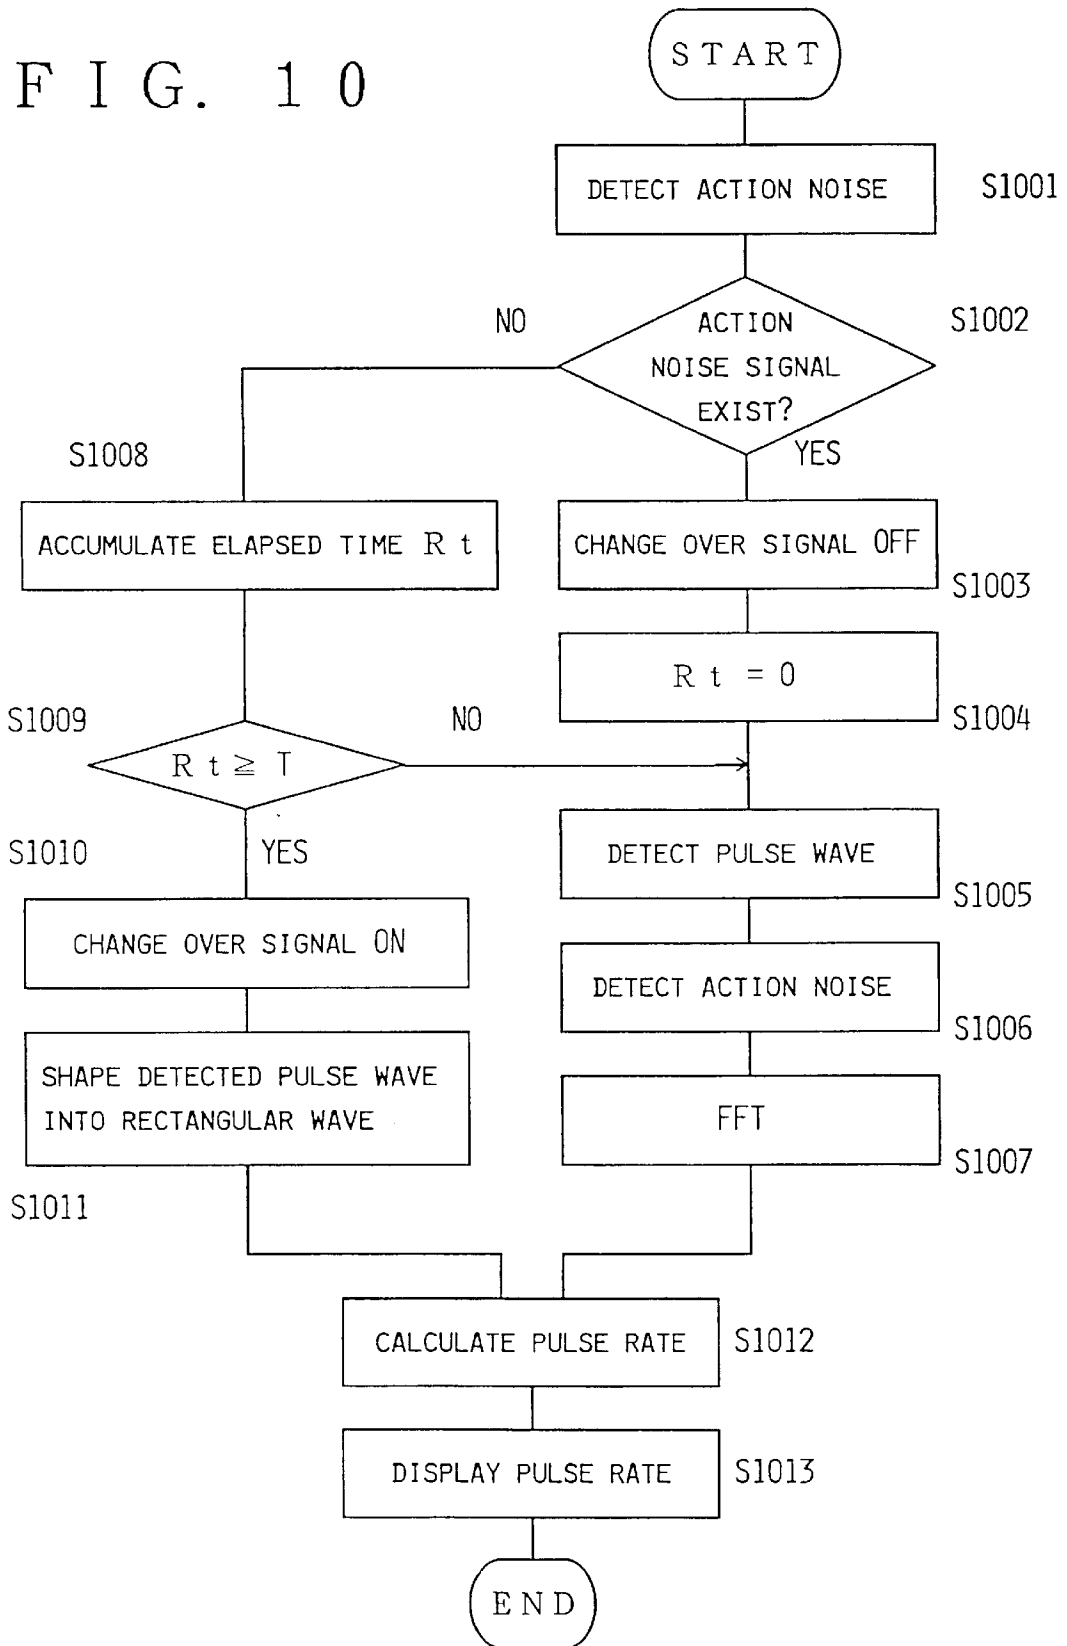 FIG. 10
START
DETECT ACTION NOISE
S1001
ACTION
NOISE SIGNAL
EXIST?
S1002
NO
YES
S1008
ACCUMULATE ELAPSED TIME Rt
CHANGE OVER SIGNAL OFF
S1003
Rt = 0
S1004
S1009
Rt ≧ T
NO
YES
DETECT PULSE WAVE
S1005
S1010
CHANGE OVER SIGNAL ON
DETECT ACTION NOISE
S1006
SHAPE DETECTED PULSE WAVE
INTO RECTANGULAR WAVE
S1011
FFT
S1007
CALCULATE PULSE RATE
S1012
DISPLAY PULSE RATE
S1013
END